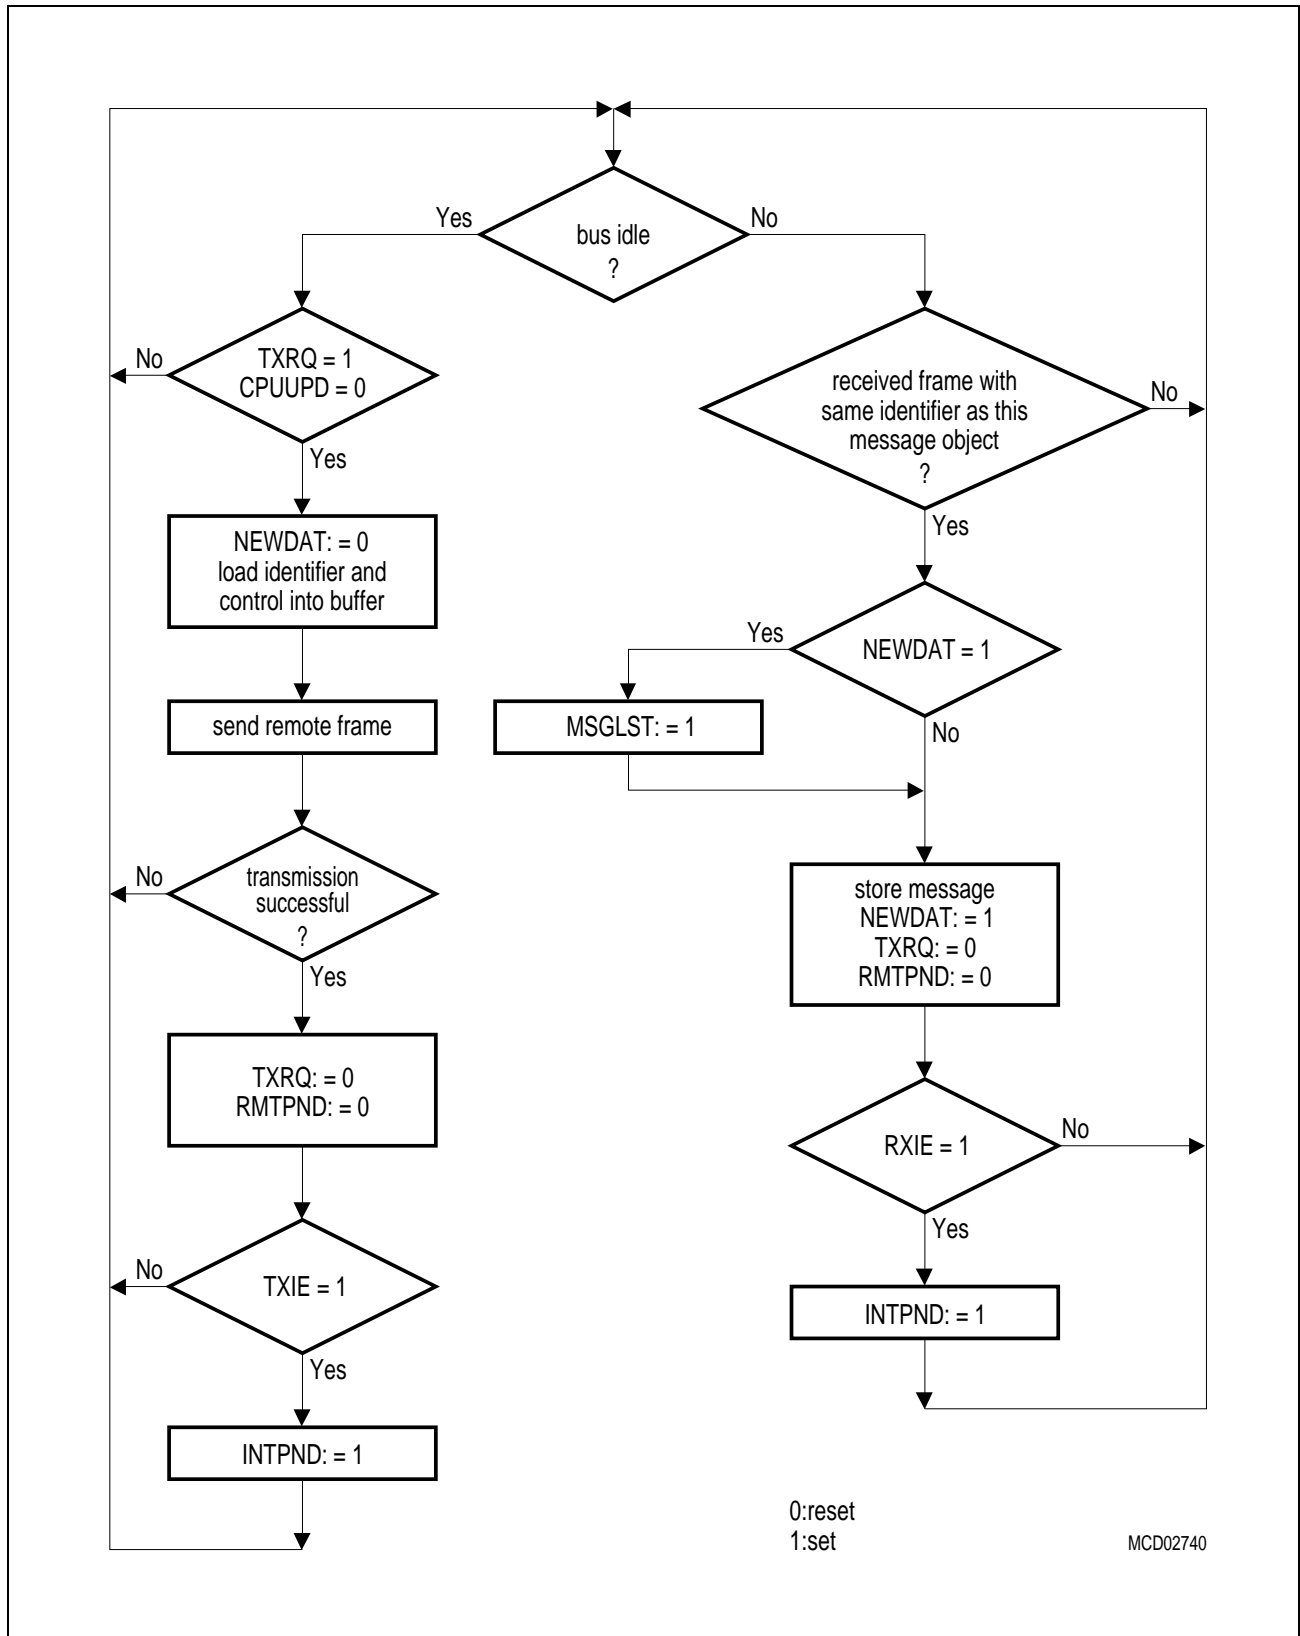 bus idle
?
Yes
No
TXRQ = 1
CPUUPD = 0
No
Yes
NEWDAT: = 0
load identifier and
control into buffer
send remote frame
transmission
successful
?
No
Yes
TXRQ: = 0
RMTPND: = 0
TXIE = 1
No
Yes
INTPND: = 1
received frame with
same identifier as this
message object
?
No
Yes
NEWDAT = 1
Yes
No
MSGLST: = 1
store message
NEWDAT: = 1
TXRQ: = 0
RMTPND: = 0
RXIE = 1
No
Yes
INTPND: = 1
0:reset
1:set
MCD02740